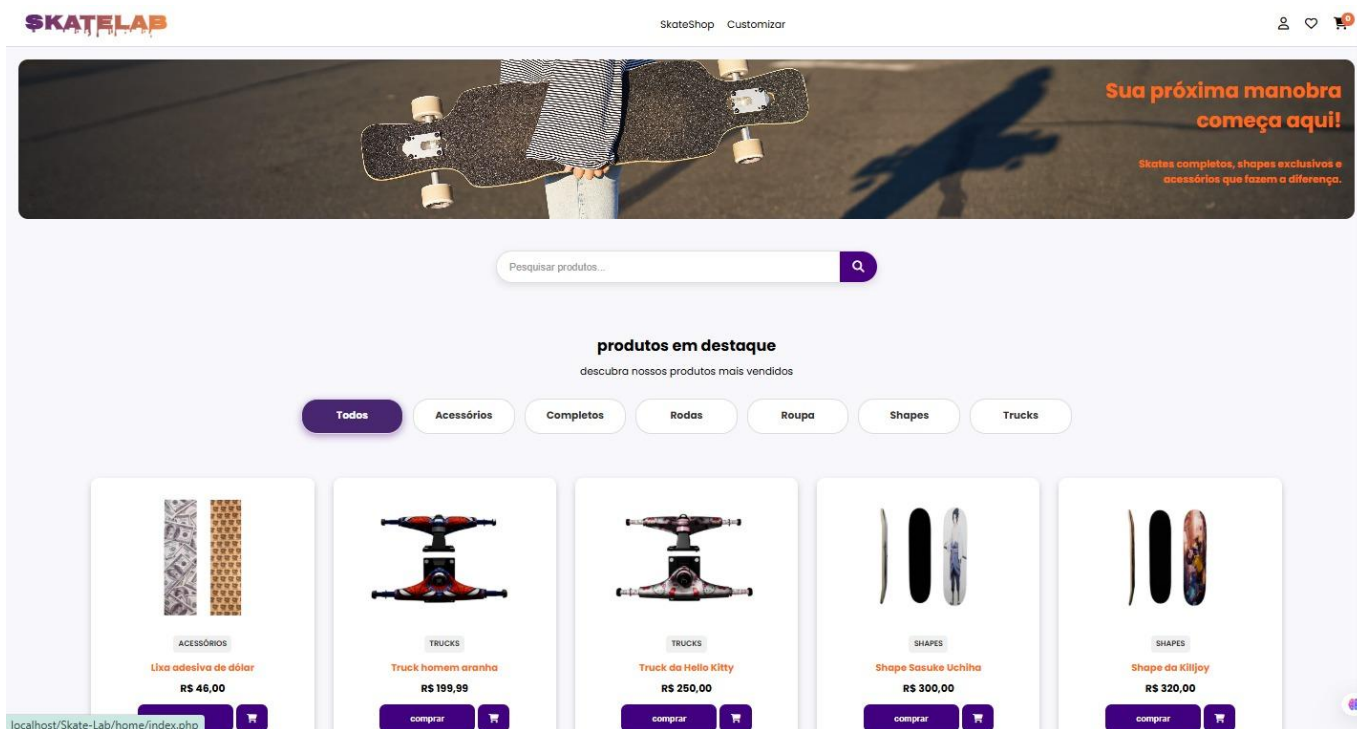 SKATELAB
SkateShop Customizar
0
Sua próxima manobra
começa aqui!
Skates completos, shapes exclusivos e
acessórios que fazem a diferença.
Pesquisar produtos...
produtos em destaque
descubra nossos produtos mais vendidos
Todos Acessórios Completos Rodas Roupa Shapes Trucks
ACESSÓRIOS TRUCKS TRUCKS SHAPES SHAPES
Lixa adesiva de dólar Truck homem aranha Truck da Hello Kitty Shape Sasuke Uchiha Shape da Killjoy
R$ 46,00 R$ 199,99 R$ 250,00 R$ 300,00 R$ 320,00
comprar comprar comprar comprar
localhost/Skate-Lab/home/index.php